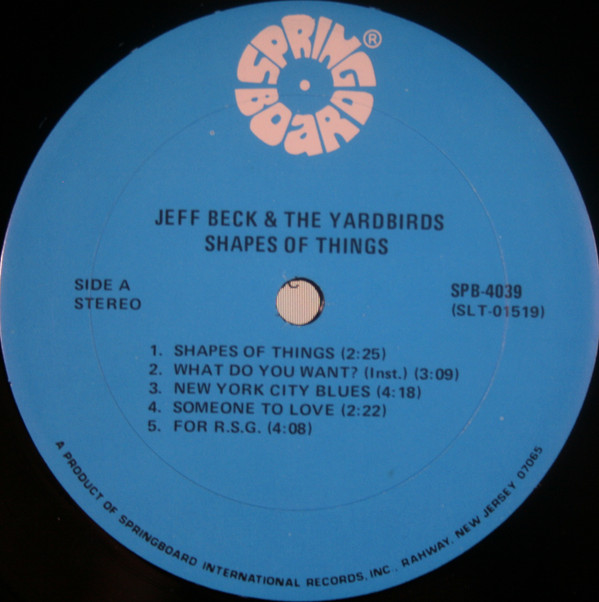 SPRING
BOARD
®
JEFF BECK & THE YARDBIRDS
SHAPES OF THINGS
SIDE A
STEREO
SPB-4039
(SLT-01519)
1. SHAPES OF THINGS (2:25)
2. WHAT DO YOU WANT? (Inst.) (3:09)
3. NEW YORK CITY BLUES (4:18)
4. SOMEONE TO LOVE (2:22)
5. FOR R.S.G. (4:08)
A PRODUCT OF SPRINGBOARD INTERNATIONAL RECORDS, INC., RAHWAY, NEW JERSEY 07065